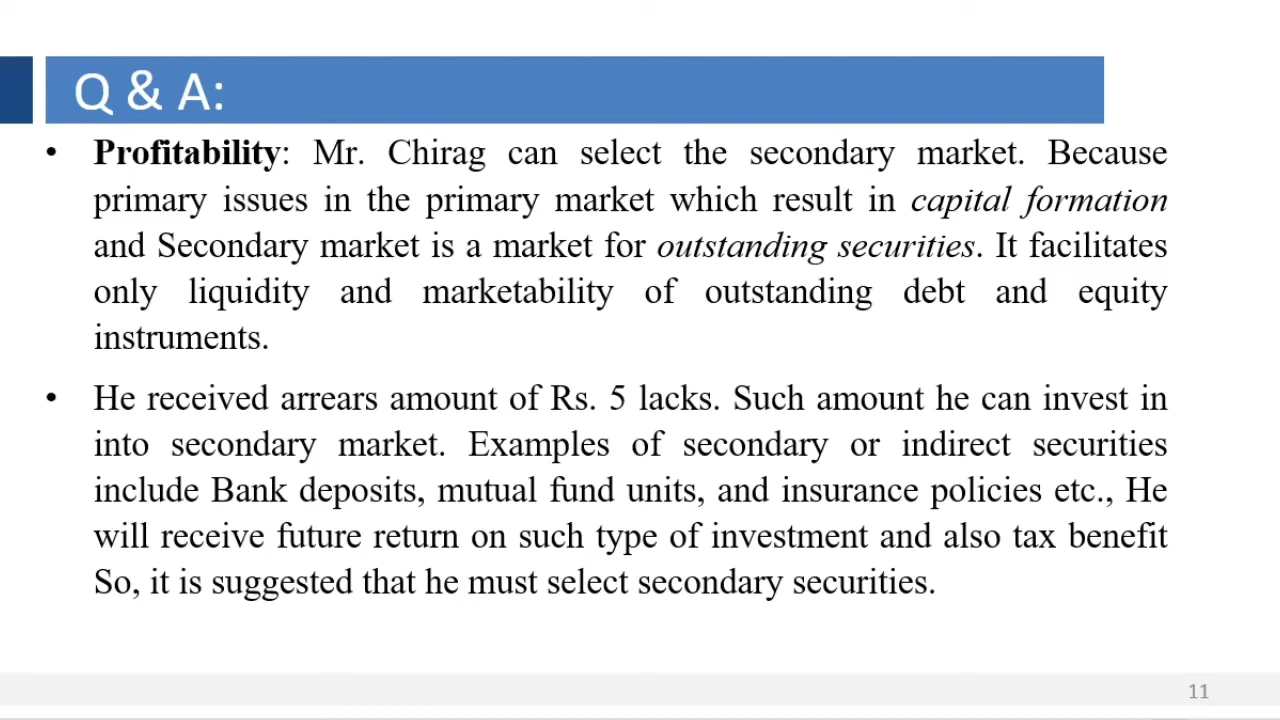 Q & A:
• Profitability: Mr. Chirag can select the secondary market. Because
primary issues in the primary market which result in capital formation
and Secondary market is a market for outstanding securities. It facilitates
only liquidity and marketability of outstanding debt and equity
instruments.
• He received arrears amount of Rs. 5 lacks. Such amount he can invest in
into secondary market. Examples of secondary or indirect securities
include Bank deposits, mutual fund units, and insurance policies etc., He
will receive future return on such type of investment and also tax benefit
So, it is suggested that he must select secondary securities.
11